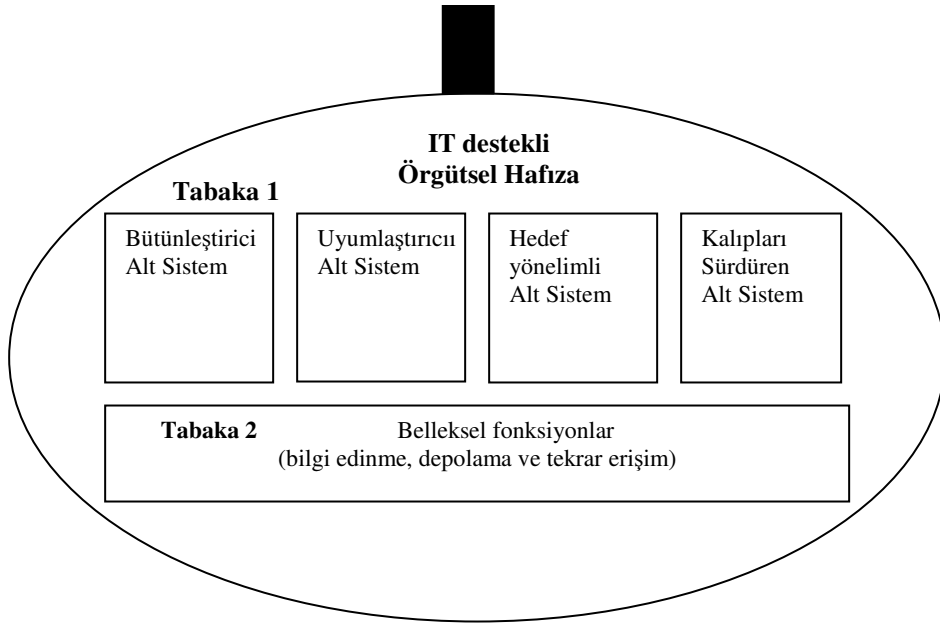 IT destekli
Örgütsel Hafıza
Tabaka 1
Bütünleştirici
Alt Sistem
Uyumlaştırıcıı
Alt Sistem
Hedef
yönelimli
Alt Sistem
Kalıpları
Sürdüren
Alt Sistem
Tabaka 2 Belleksel fonksiyonlar
(bilgi edinme, depolama ve tekrar erişim)